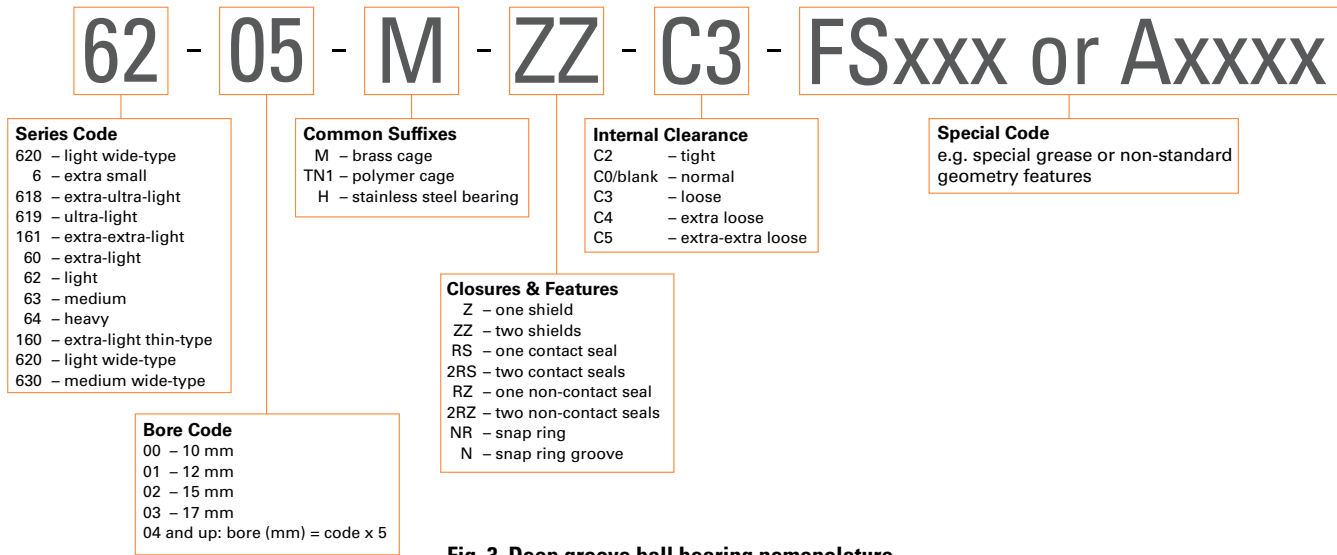 62 - 05 - M - ZZ - C3 - FSxxx or Axxxx
Series Code
620 – light wide-type
6 – extra small
618 – extra-ultra-light
619 – ultra-light
161 – extra-extra-light
60 – extra-light
62 – light
63 – medium
64 – heavy
160 – extra-light thin-type
620 – light wide-type
630 – medium wide-type
Common Suffixes
M – brass cage
TN1 – polymer cage
H – stainless steel bearing
Internal Clearance
C2 – tight
C0/blank – normal
C3 – loose
C4 – extra loose
C5 – extra-extra loose
Special Code
e.g. special grease or non-standard
geometry features
Closures & Features
Z – one shield
ZZ – two shields
RS – one contact seal
2RS – two contact seals
RZ – one non-contact seal
2RZ – two non-contact seals
NR – snap ring
N – snap ring groove
Bore Code
00 – 10 mm
01 – 12 mm
02 – 15 mm
03 – 17 mm
04 and up: bore (mm) = code x 5
Fig. 3. Deep groove ball bearing nomenclature